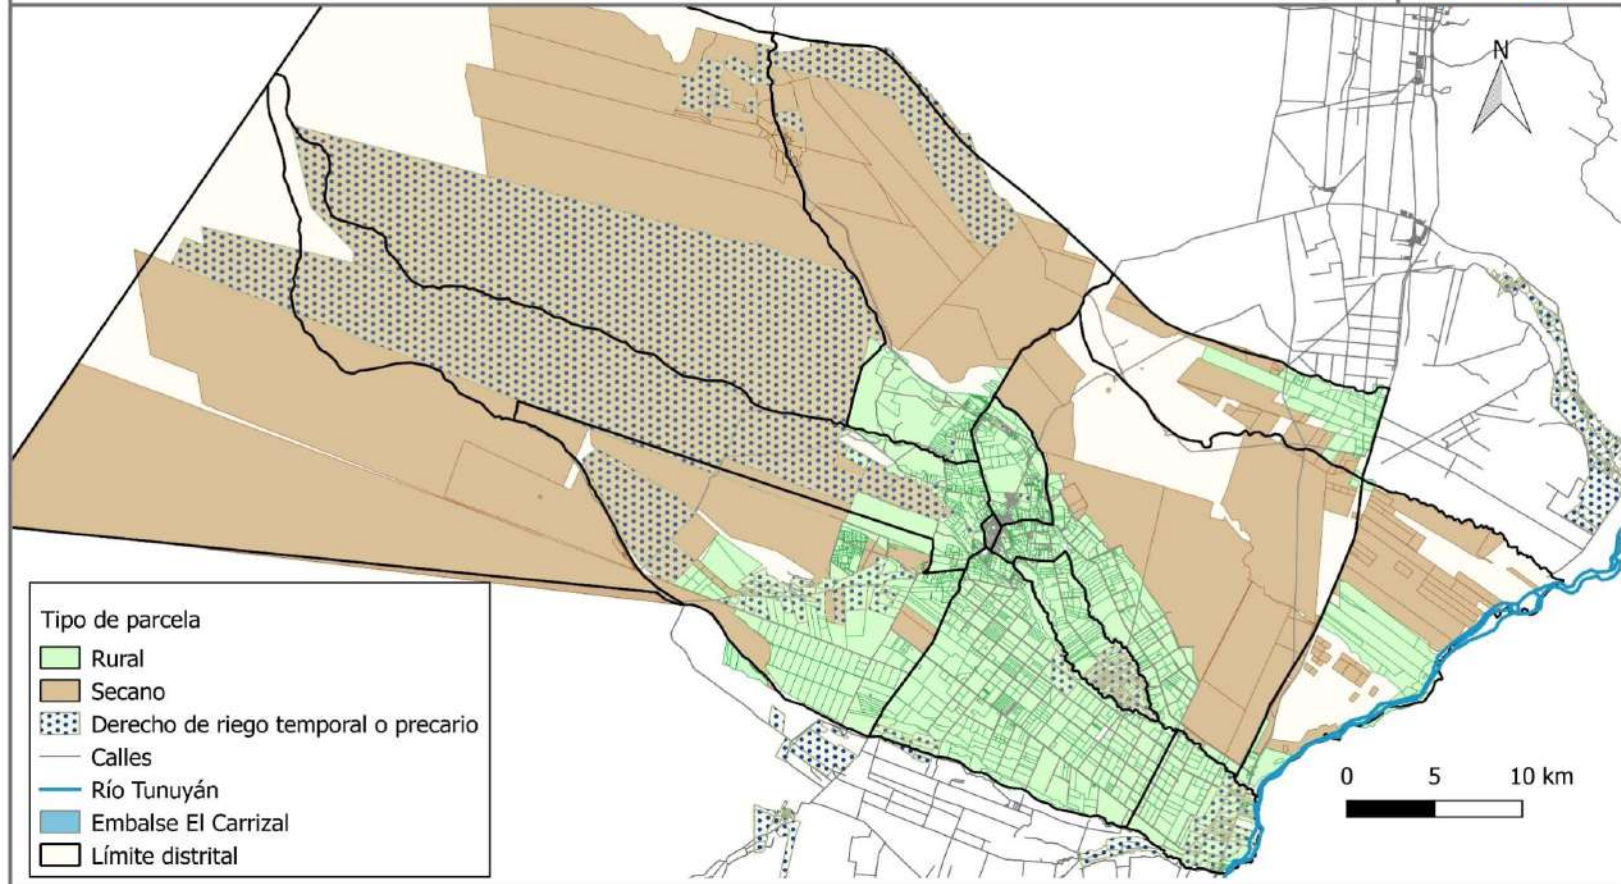 N
0 5 10 km
Tipo de parcela
Rural
Secano
Derecho de riego temporal o precario
Calles
Río Tunuyán
Embalse El Carrizal
Límite distrital